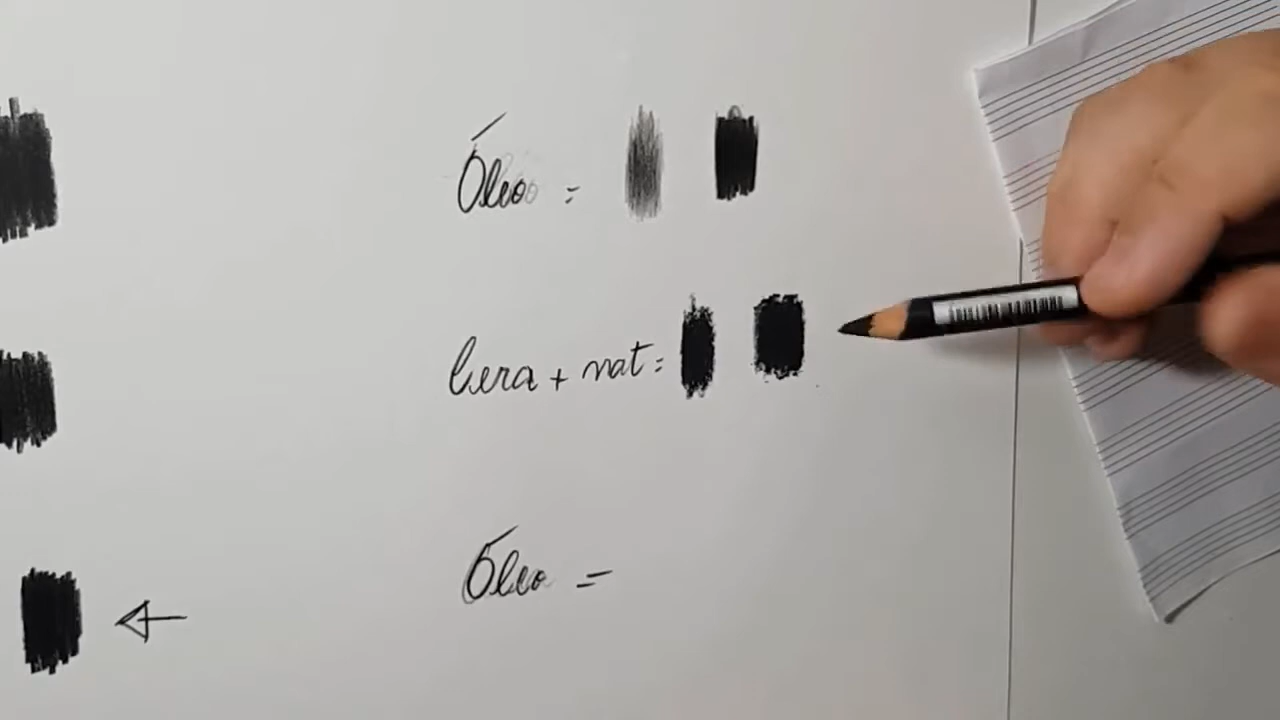 Óleo =
Cera + nat =
Óleo =